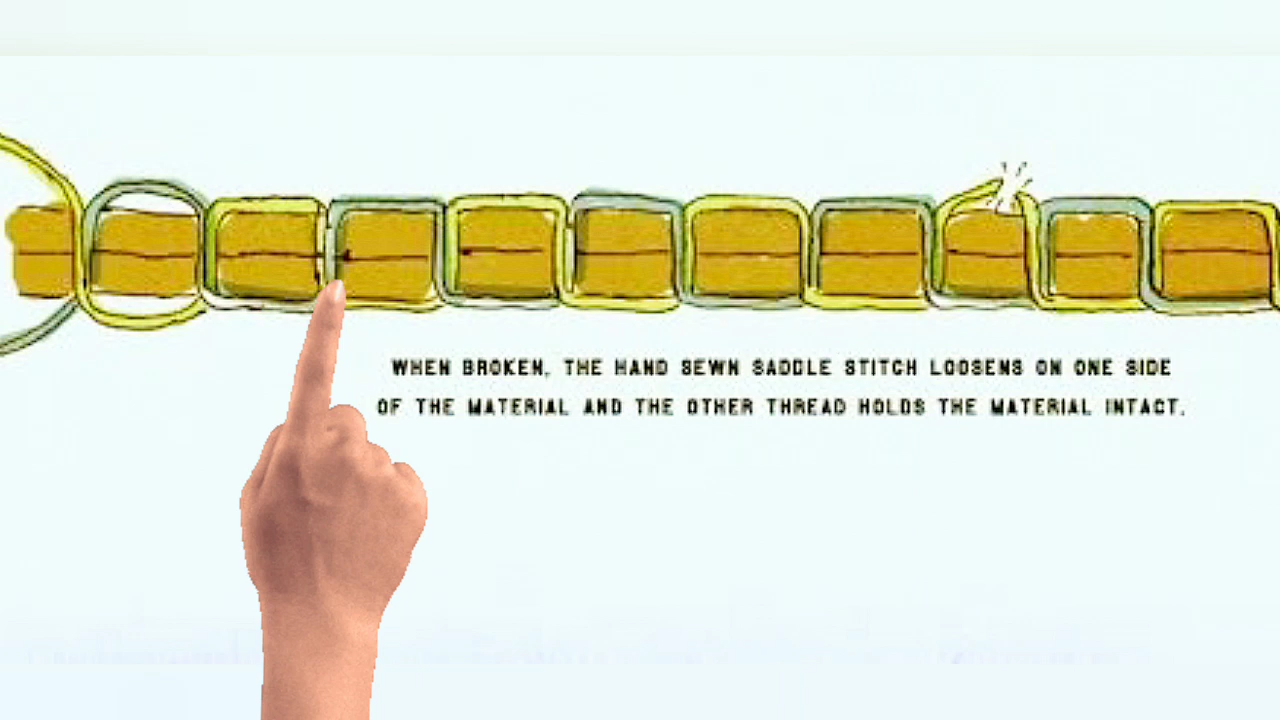 WHEN BROKEN, THE HAND SEWN SADDLE STITCH LOOSENS ON ONE SIDE
OF THE MATERIAL AND THE OTHER THREAD HOLDS THE MATERIAL INTACT.